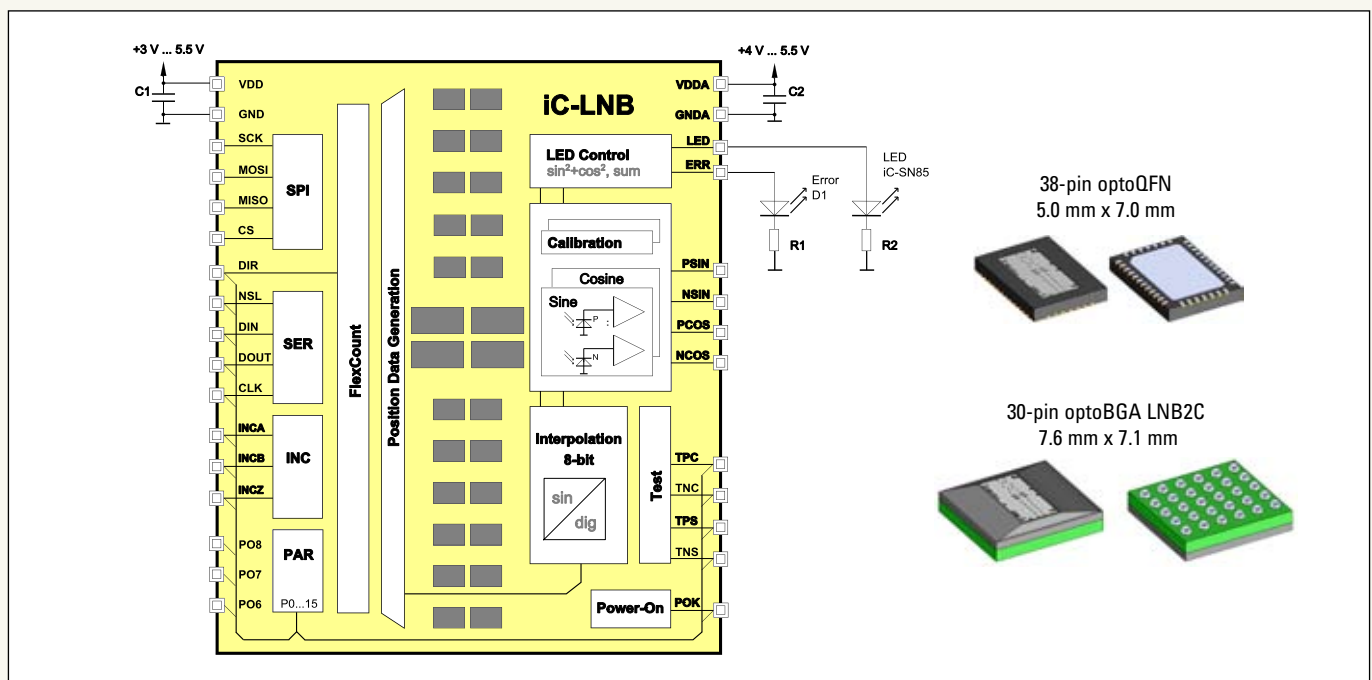 +3 V ... 5.5 V
C1
VDD
GND
SCK
MOSI
MISO
CS
SPI
DIR
NSL
DIN
DOUT
CLK
SER
INCA
INCB
INCZ
INC
PO8
PO7
PO6
PAR
P0...15
FlexCount
Position Data Generation
iC-LNB
LED Control
sin²+cos², sum
Calibration
Cosine
Sine
P
:
N
Interpolation
8-bit
sin
dig
Test
Power-On
+4 V ... 5.5 V
VDDA
C2
GNDA
LED
ERR
Error
D1
LED
iC-SN85
R1
R2
PSIN
NSIN
PCOS
NCOS
TPC
TNC
TPS
TNS
POK
38-pin optoQFN
5.0 mm x 7.0 mm
30-pin optoBGA LNB2C
7.6 mm x 7.1 mm